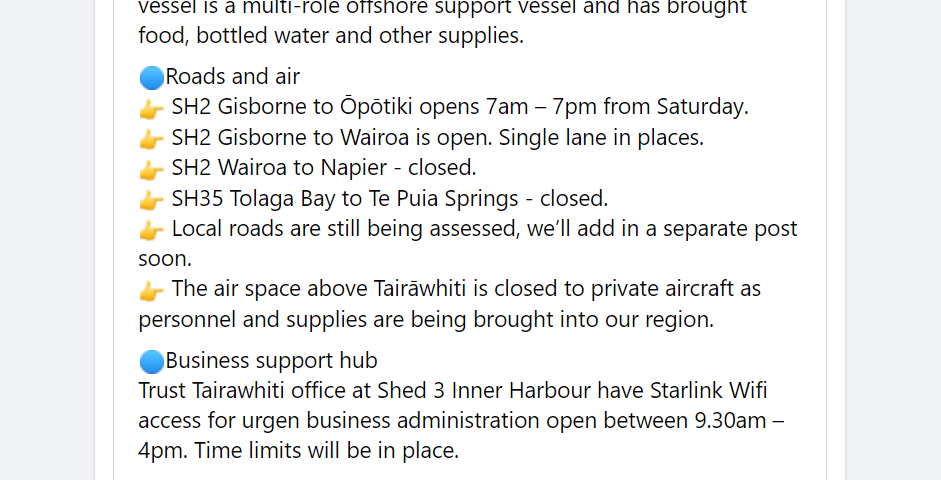 vessel is a multi-role offshore support vessel and has brought
food, bottled water and other supplies.
🔵Roads and air
👉 SH2 Gisborne to Ōpōtiki opens 7am – 7pm from Saturday.
👉 SH2 Gisborne to Wairoa is open. Single lane in places.
👉 SH2 Wairoa to Napier - closed.
👉 SH35 Tolaga Bay to Te Puia Springs - closed.
👉 Local roads are still being assessed, we’ll add in a separate post
soon.
👉 The air space above Tairāwhiti is closed to private aircraft as
personnel and supplies are being brought into our region.
🔵Business support hub
Trust Tairawhiti office at Shed 3 Inner Harbour have Starlink Wifi
access for urgen business administration open between 9.30am –
4pm. Time limits will be in place.